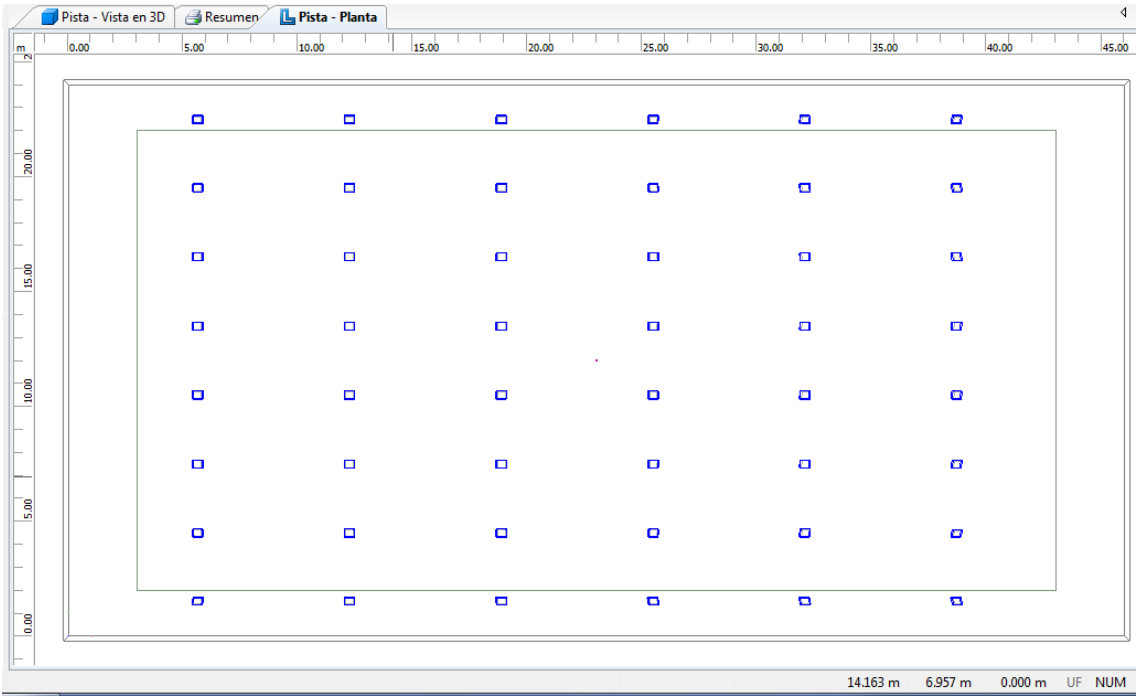 Pista - Vista en 3D Resumen Pista - Planta
m 0.00 5.00 10.00 15.00 20.00 25.00 30.00 35.00 40.00 45.00
20.00
15.00
10.00
5.00
0.00
14.163 m 6.957 m 0.000 m UF NUM